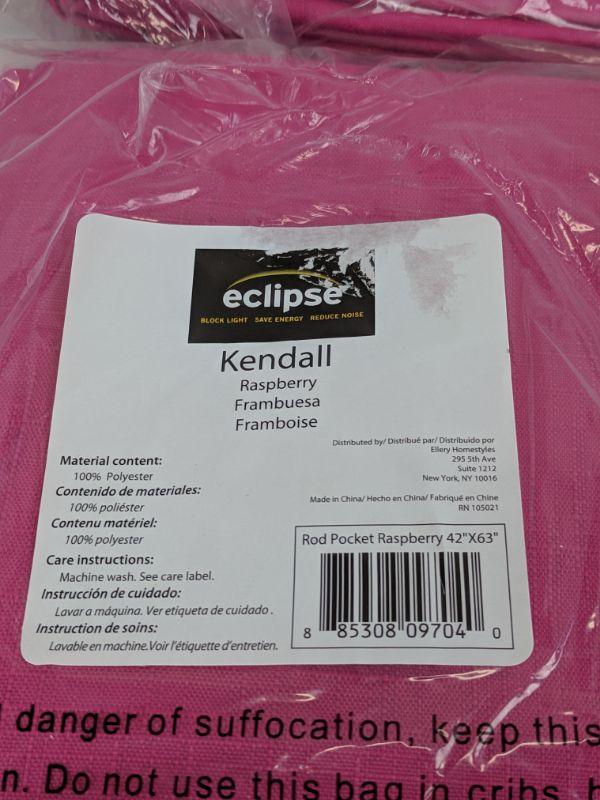 eclipse
BLOCK LIGHT SAVE ENERGY REDUCE NOISE
Kendall
Raspberry
Frambuesa
Framboise
Distributed by/ Distribué par/ Distribuido por
Ellery Homestyles
295 5th Ave
Suite 1212
New York, NY 10016
Material content:
100% Polyester
Contenido de materiales:
100% poliéster
Contenu matériel:
100% polyester
Made in China/ Hecho en China/ Fabriqué en Chine
RN 105021
Care instructions:
Machine wash. See care label.
Instrucción de cuidado:
Lavar a máquina. Ver etiqueta de cuidado .
Instruction de soins:
Lavable en machine.Voir l'étiquette d'entretien.
Rod Pocket Raspberry 42"X63"
8 85308 09704 0
danger of suffocation, keep this
n. Do not use this bag in cribs, b